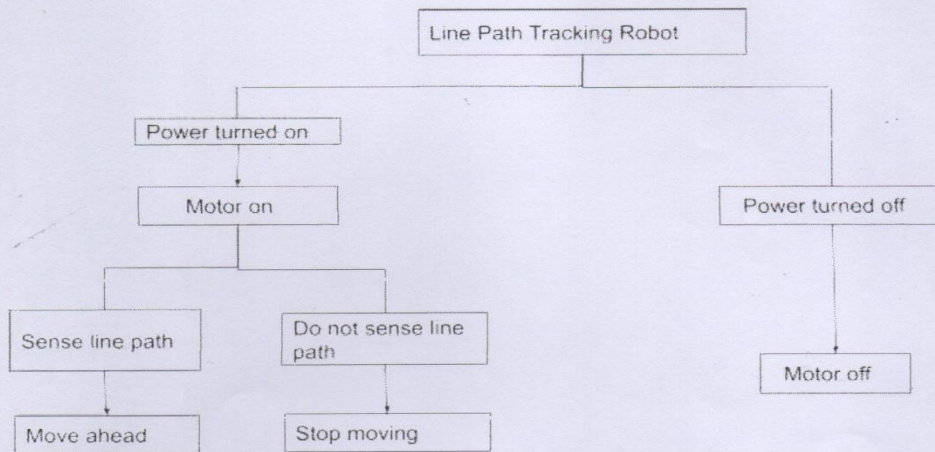 Line Path Tracking Robot
Power turned on
Motor on
Power turned off
Sense line path
Do not sense line
path
Motor off
Move ahead
Stop moving